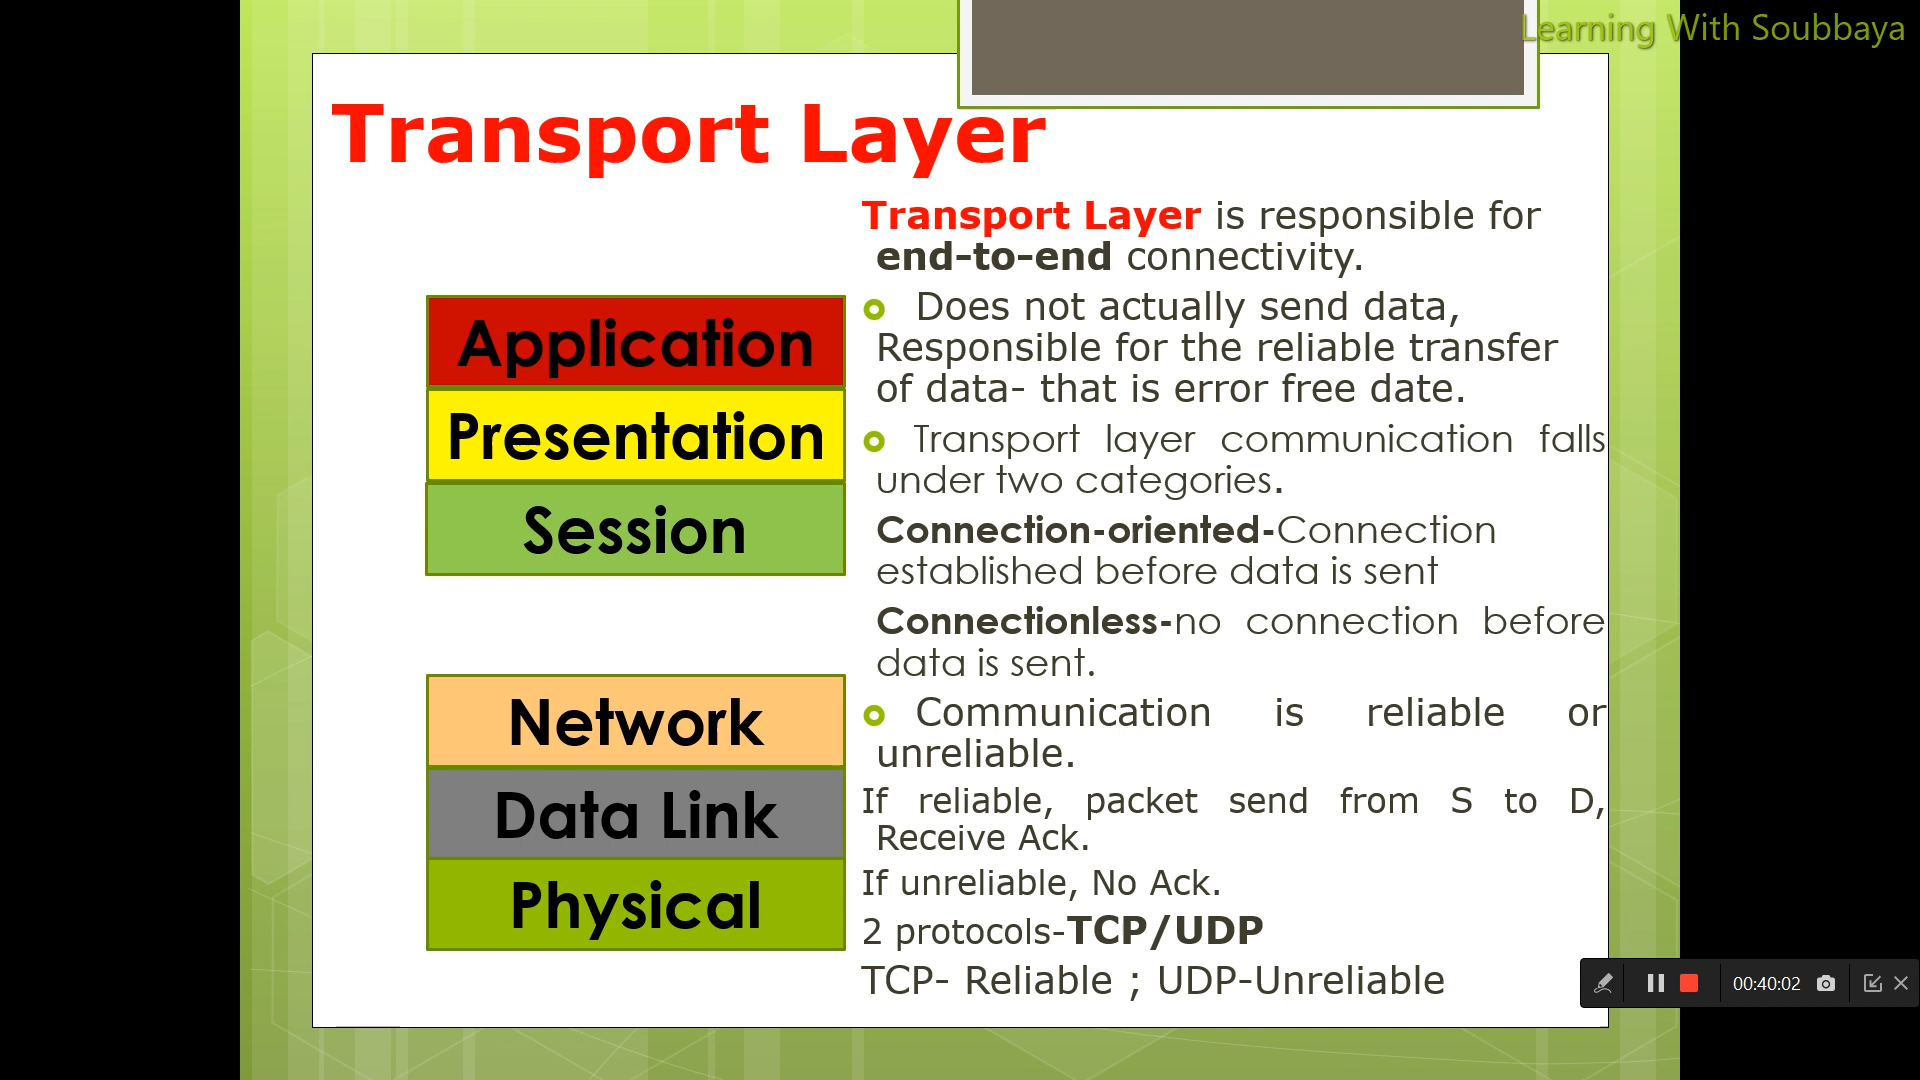 Learning With Soubbaya
Transport Layer
Application
Presentation
Session
Network
Data Link
Physical
Transport Layer is responsible for
end-to-end connectivity.
Does not actually send data,
Responsible for the reliable transfer
of data- that is error free date.
Transport layer communication falls
under two categories.
Connection-oriented-Connection
established before data is sent
Connectionless-no connection before
data is sent.
Communication is reliable or
unreliable.
If reliable, packet send from S to D,
Receive Ack.
If unreliable, No Ack.
2 protocols-TCP/UDP
TCP- Reliable ; UDP-Unreliable
00:40:02